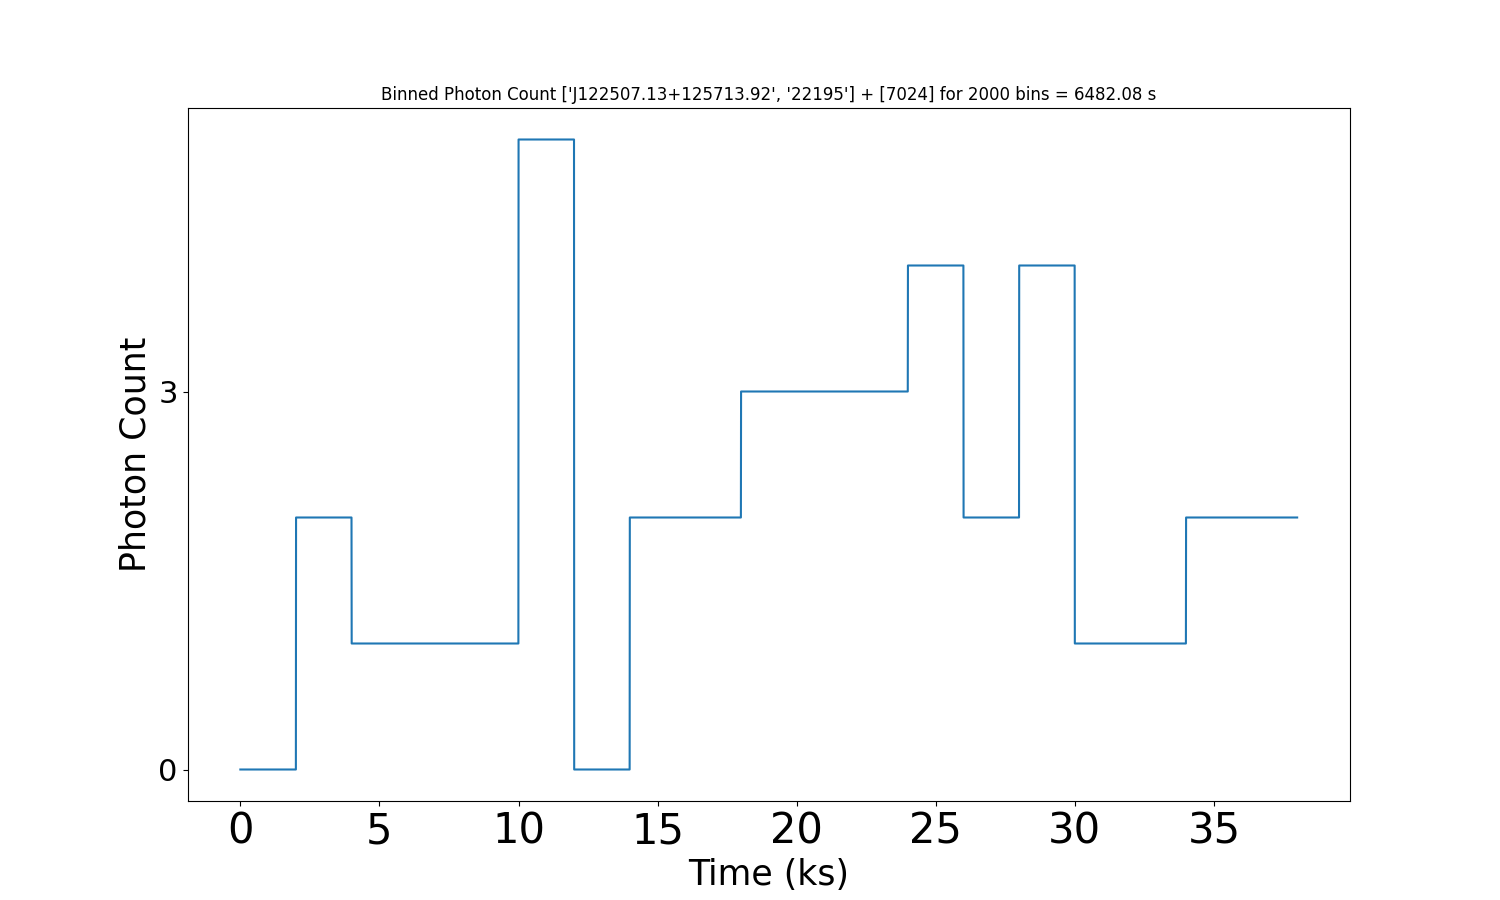 Binned Photon Count ['J122507.13+125713.92', '22195'] + [7024] for 2000 bins = 6482.08 s
Photon Count
3
0
0 5 10 15 20 25 30 35
Time (ks)